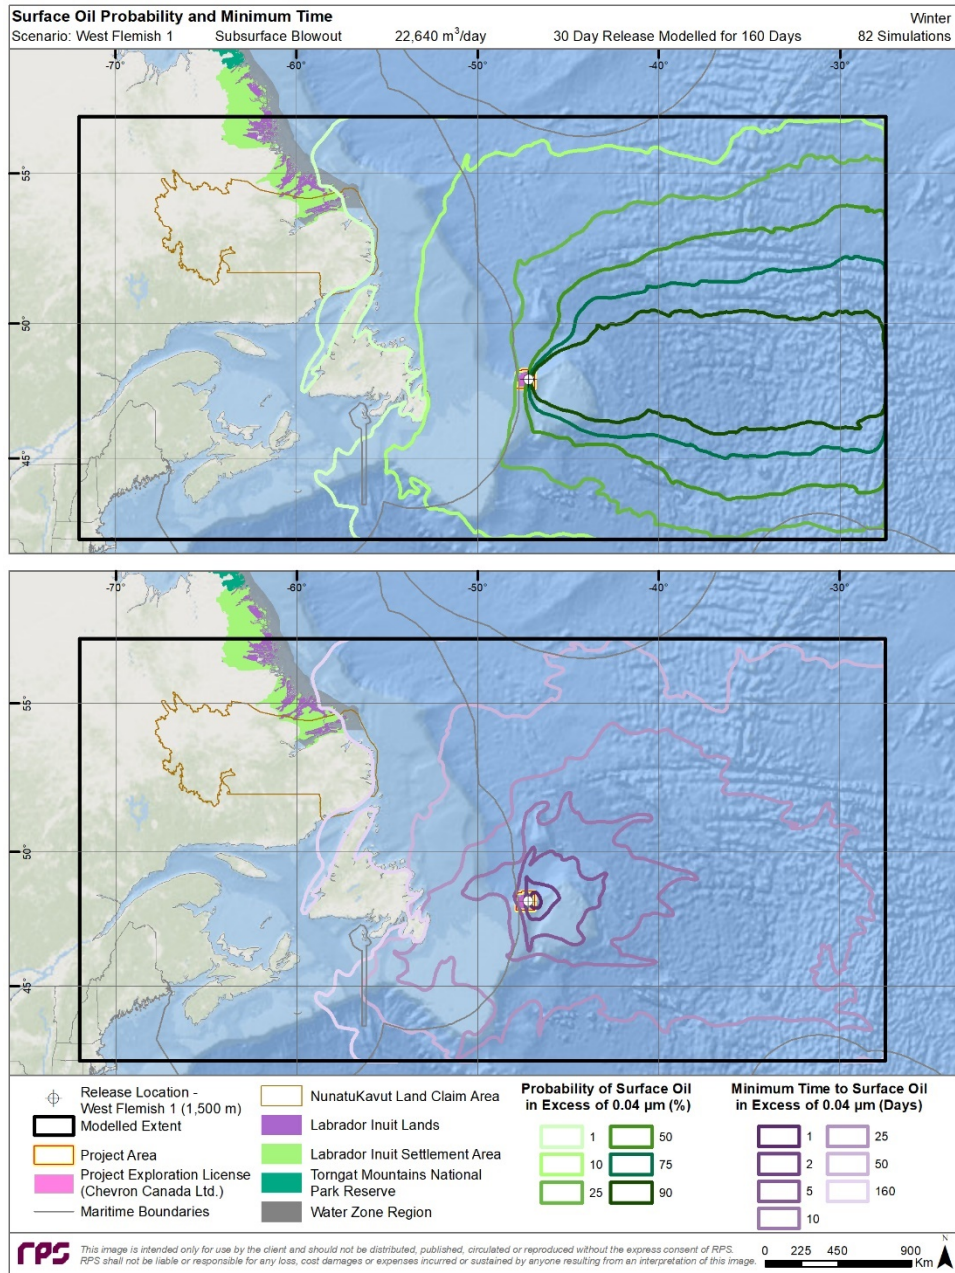 Surface Oil Probability and Minimum Time
Winter
Scenario: West Flemish 1 Subsurface Blowout 22,640 m³/day 30 Day Release Modelled for 160 Days 82 Simulations
-70° -60° -50° -40° -30°
55°
50°
45°
-70° -60° -50° -40° -30°
55°
50°
45°
Release Location -
West Flemish 1 (1,500 m)
Modelled Extent
Project Area
Project Exploration License
(Chevron Canada Ltd.)
Maritime Boundaries
NunatuKavut Land Claim Area
Labrador Inuit Lands
Labrador Inuit Settlement Area
Torngat Mountains National
Park Reserve
Water Zone Region
Probability of Surface Oil
in Excess of 0.04 µm (%)
1 50
10 75
25 90
Minimum Time to Surface Oil
in Excess of 0.04 µm (Days)
1 25
2 50
5 160
10
rps
This image is intended only for use by the client and should not be distributed, published, circulated or reproduced without the express consent of RPS.
RPS shall not be liable or responsible for any loss, cost damages or expenses incurred or sustained by anyone resulting from an interpretation of this image.
0 225 450 900
Km
N